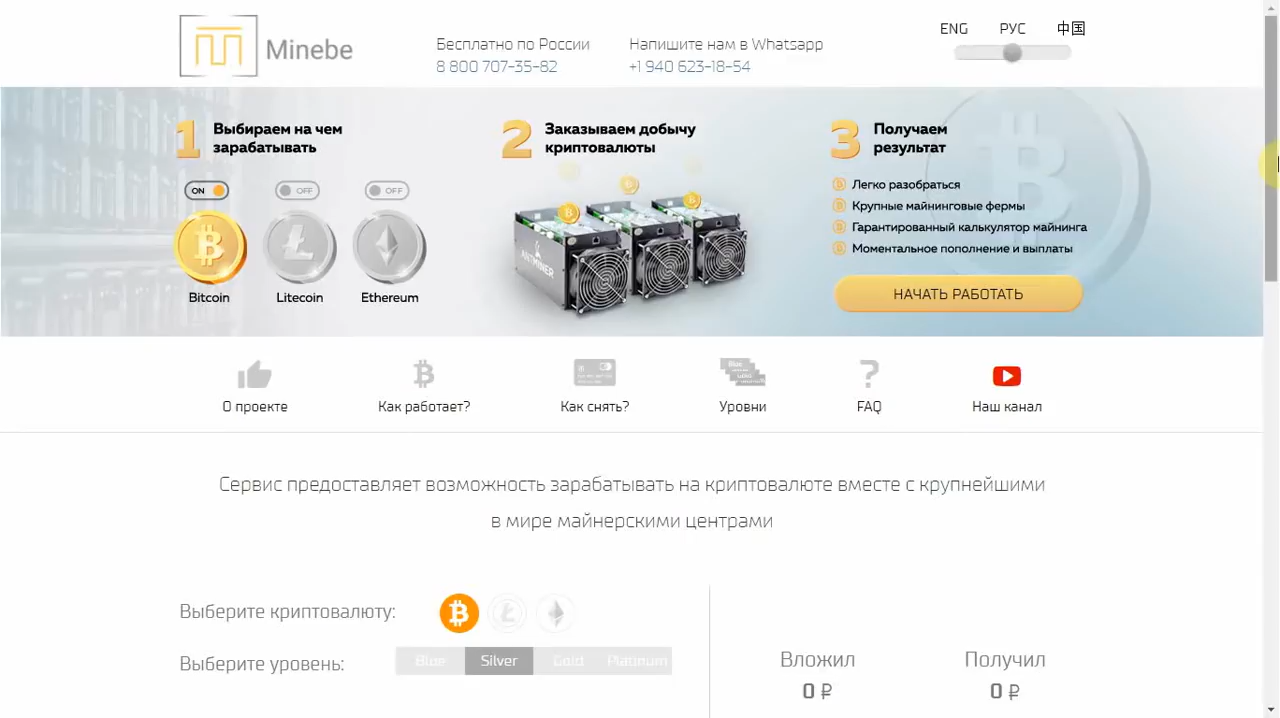 Minebe
Бесплатно по России
8 800 707-35-82
Напишите нам в Whatsapp
+1 940 623-18-54
ENG РУС 中国
1 Выбираем на чем
зарабатывать
ON OFF OFF
Bitcoin Litecoin Ethereum
2 Заказываем добычу
криптовалюты
ANTMINER
3 Получаем
результат
Легко разобраться
Крупные майнинговые фермы
Гарантированный калькулятор майнинга
Моментальное пополнение и выплаты
НАЧАТЬ РАБОТАТЬ
О проекте Как работает? Как снять? Уровни FAQ Наш канал
Сервис предоставляет возможность зарабатывать на криптовалюте вместе с крупнейшими
в мире майнерскими центрами
Выберите криптовалюту:
Выберите уровень: Blue Silver Gold Platinum
Вложил Получил
0 ₽ 0 ₽